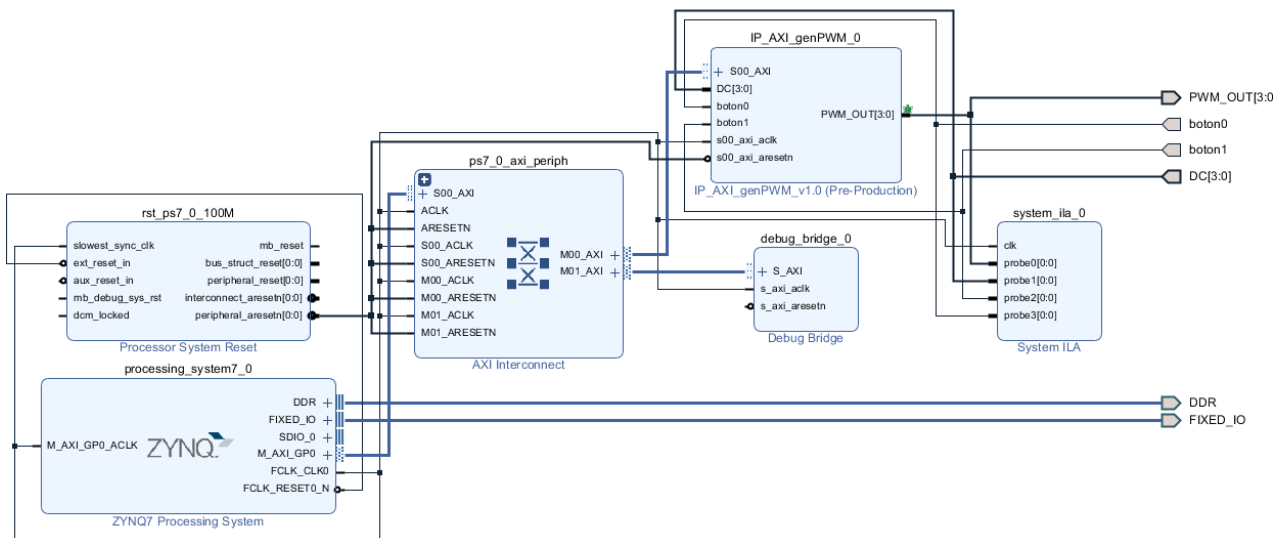 IP_AXI_genPWM_0
S00_AXI
DC[3:0]
boton0
boton1
s00_axi_aclk
s00_axi_aresetn
PWM_OUT[3:0]
IP_AXI_genPWM_v1.0 (Pre-Production)
PWM_OUT[3:0
boton0
boton1
DC[3:0]
ps7_0_axi_periph
S00_AXI
ACLK
ARESETN
S00_ACLK
S00_ARESETN
M00_ACLK
M00_ARESETN
M01_ACLK
M01_ARESETN
M00_AXI
M01_AXI
AXI Interconnect
rst_ps7_0_100M
slowest_sync_clk
ext_reset_in
aux_reset_in
mb_debug_sys_rst
dcm_locked
mb_reset
bus_struct_reset[0:0]
peripheral_reset[0:0]
interconnect_aresetn[0:0]
peripheral_aresetn[0:0]
Processor System Reset
debug_bridge_0
S_AXI
s_axi_aclk
s_axi_aresetn
Debug Bridge
system_ila_0
clk
probe0[0:0]
probe1[0:0]
probe2[0:0]
probe3[0:0]
System ILA
processing_system7_0
M_AXI_GP0_ACLK
ZYNQ
DDR
FIXED_IO
SDIO_0
M_AXI_GP0
FCLK_CLK0
FCLK_RESET0_N
ZYNQ7 Processing System
DDR
FIXED_IO